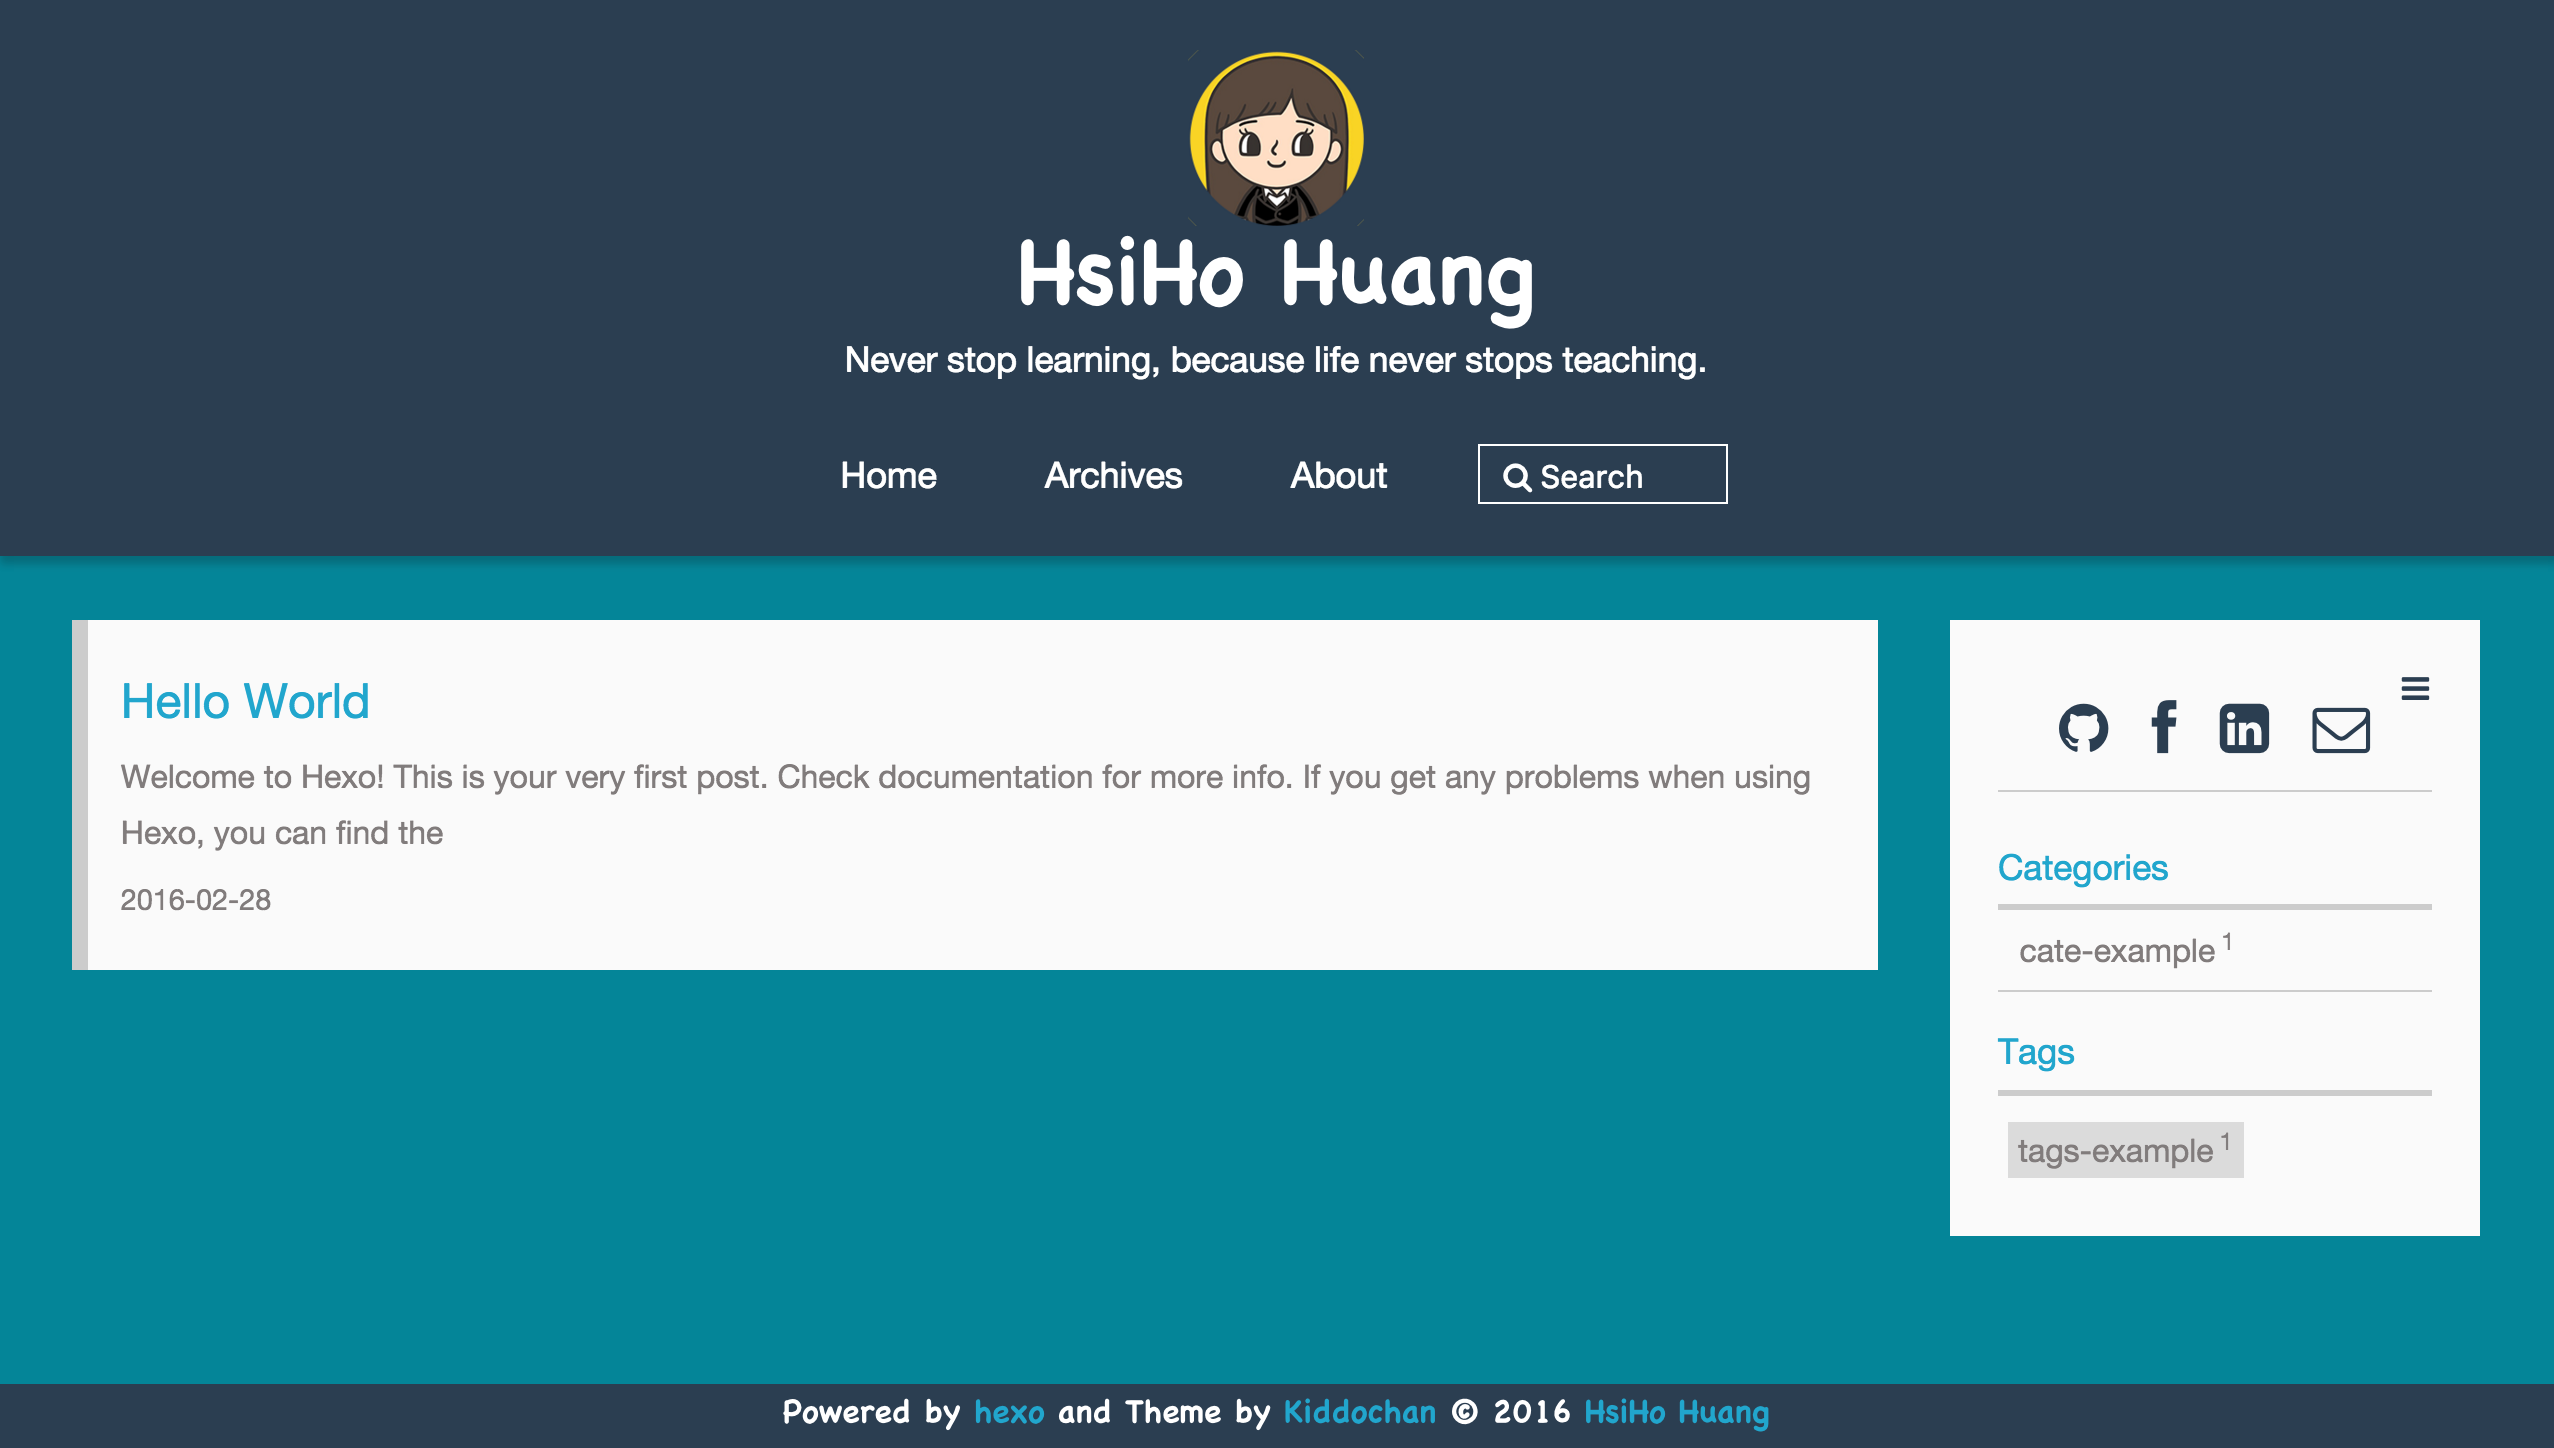 HsiHo Huang
Never stop learning, because life never stops teaching.
Home Archives About Search
Hello World
Welcome to Hexo! This is your very first post. Check documentation for more info. If you get any problems when using
Hexo, you can find the
2016-02-28
Categories
cate-example 1
Tags
tags-example 1
Powered by hexo and Theme by Kiddochan © 2016 HsiHo Huang